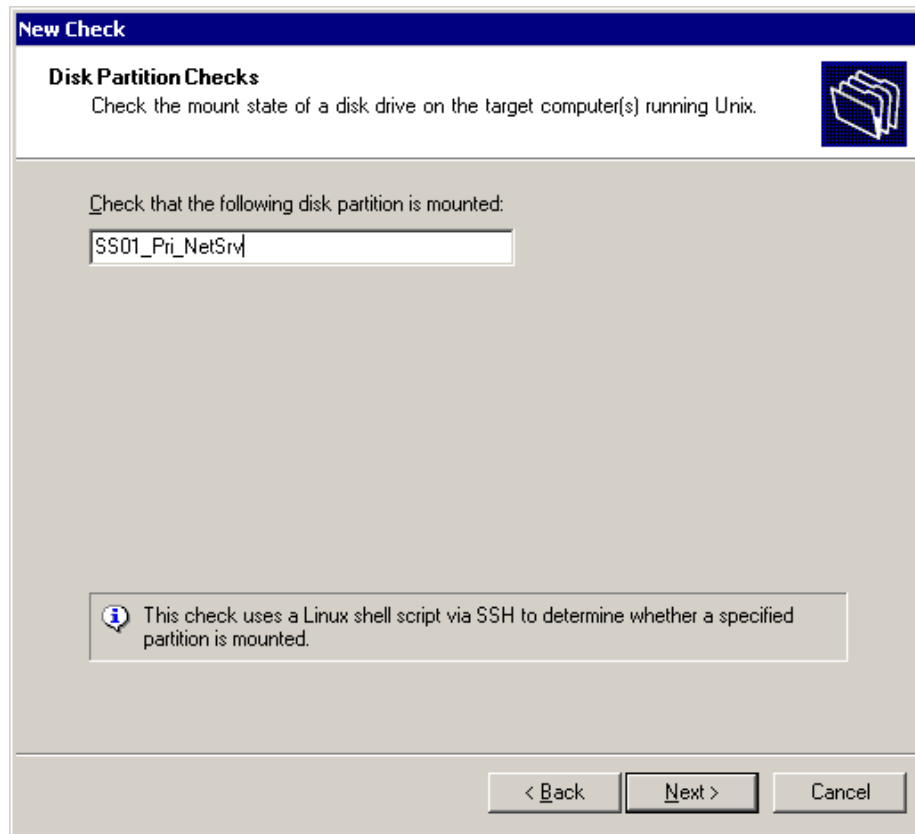 New Check
Disk Partition Checks
Check the mount state of a disk drive on the target computer(s) running Unix.
Check that the following disk partition is mounted:
SS01_Pri_NetSrv
This check uses a Linux shell script via SSH to determine whether a specified
partition is mounted.
< Back
Next >
Cancel